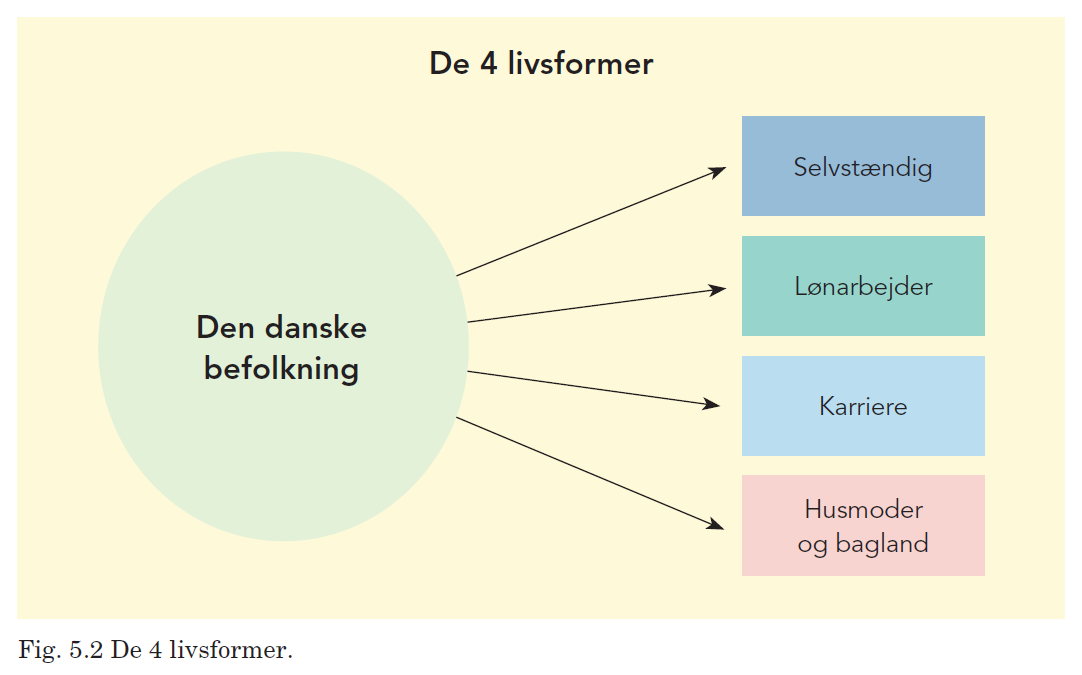 De 4 livsformer
Den danske
befolkning
Selvstændig
Lønarbejder
Karriere
Husmoder
og bagland
Fig. 5.2 De 4 livsformer.